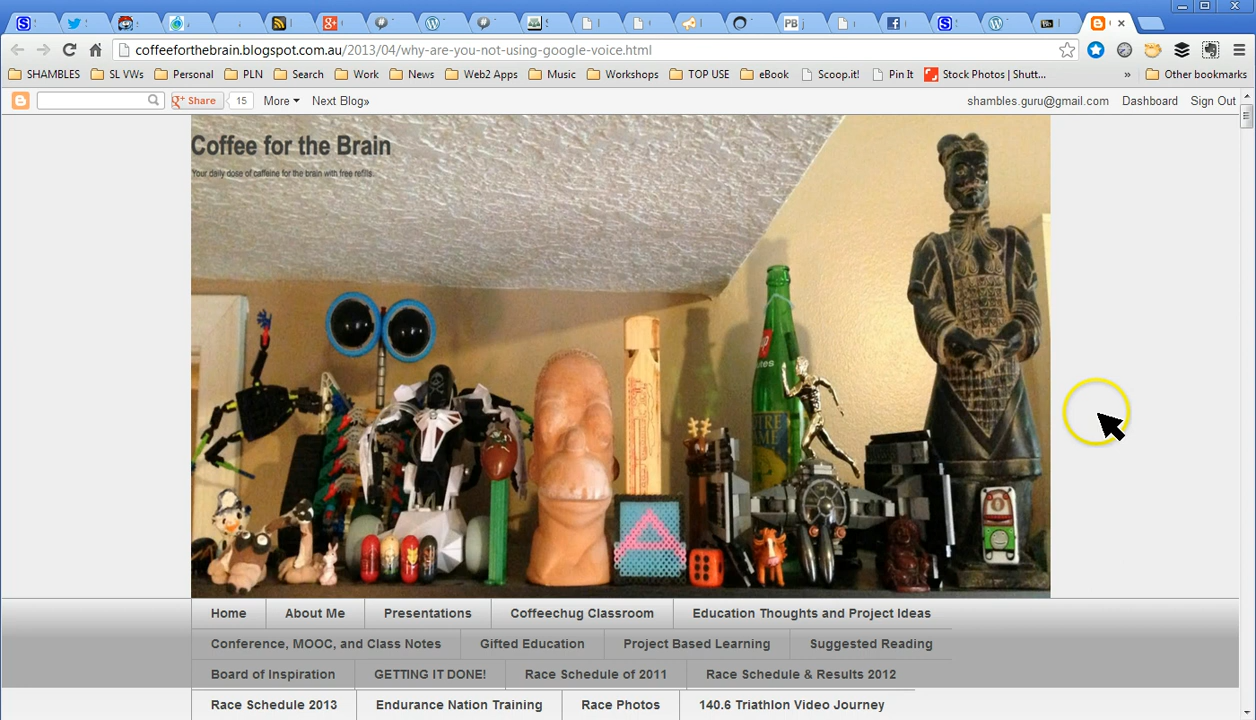 coffeeforthebrain.blogspot.com.au/2013/04/why-are-you-not-using-google-voice.html
SHAMBLES SL VWs Personal PLN Search Work News Web2 Apps Music Workshops TOP USE eBook Scoop.it! Pin It Stock Photos | Shutt... » Other bookmarks
Share 15 More Next Blog» shambles.guru@gmail.com Dashboard Sign Out
Coffee for the Brain
Your daily dose of caffeine for the brain with free refills.
Home About Me Presentations Coffeechug Classroom Education Thoughts and Project Ideas
Conference, MOOC, and Class Notes Gifted Education Project Based Learning Suggested Reading
Board of Inspiration GETTING IT DONE! Race Schedule of 2011 Race Schedule & Results 2012
Race Schedule 2013 Endurance Nation Training Race Photos 140.6 Triathlon Video Journey